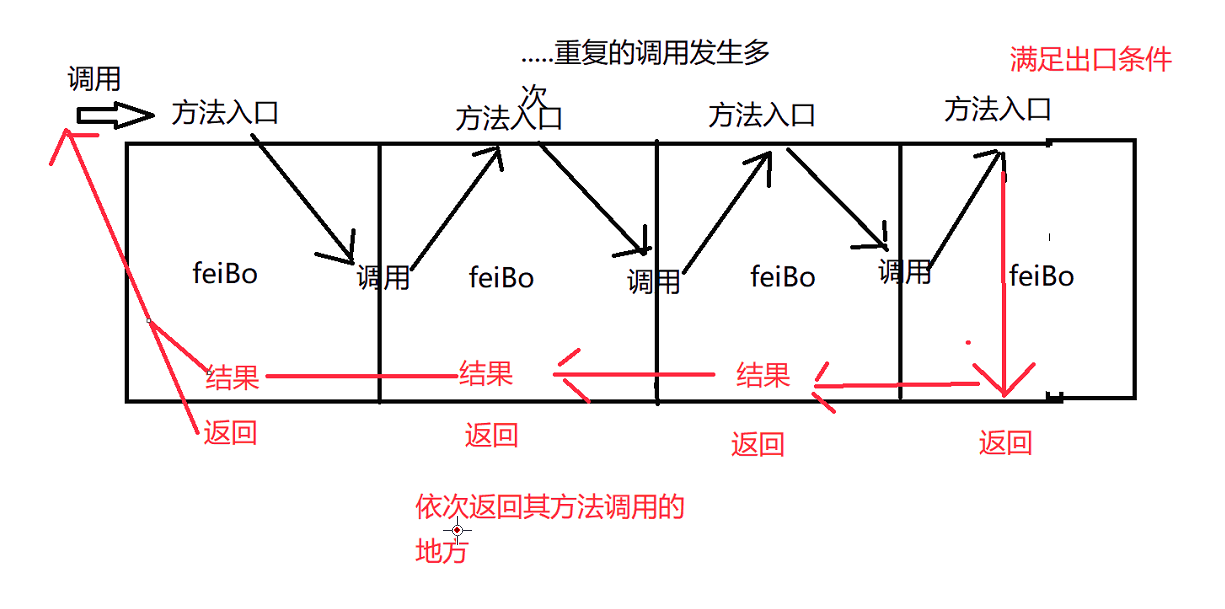 .....重复的调用发生多
次
满足出口条件
调用
方法入口
方法入口
方法入口
方法入口
feiBo
调用
feiBo
调用
feiBo
调用
feiBo
结果
结果
结果
返回
返回
返回
返回
依次返回其方法调用的
地方